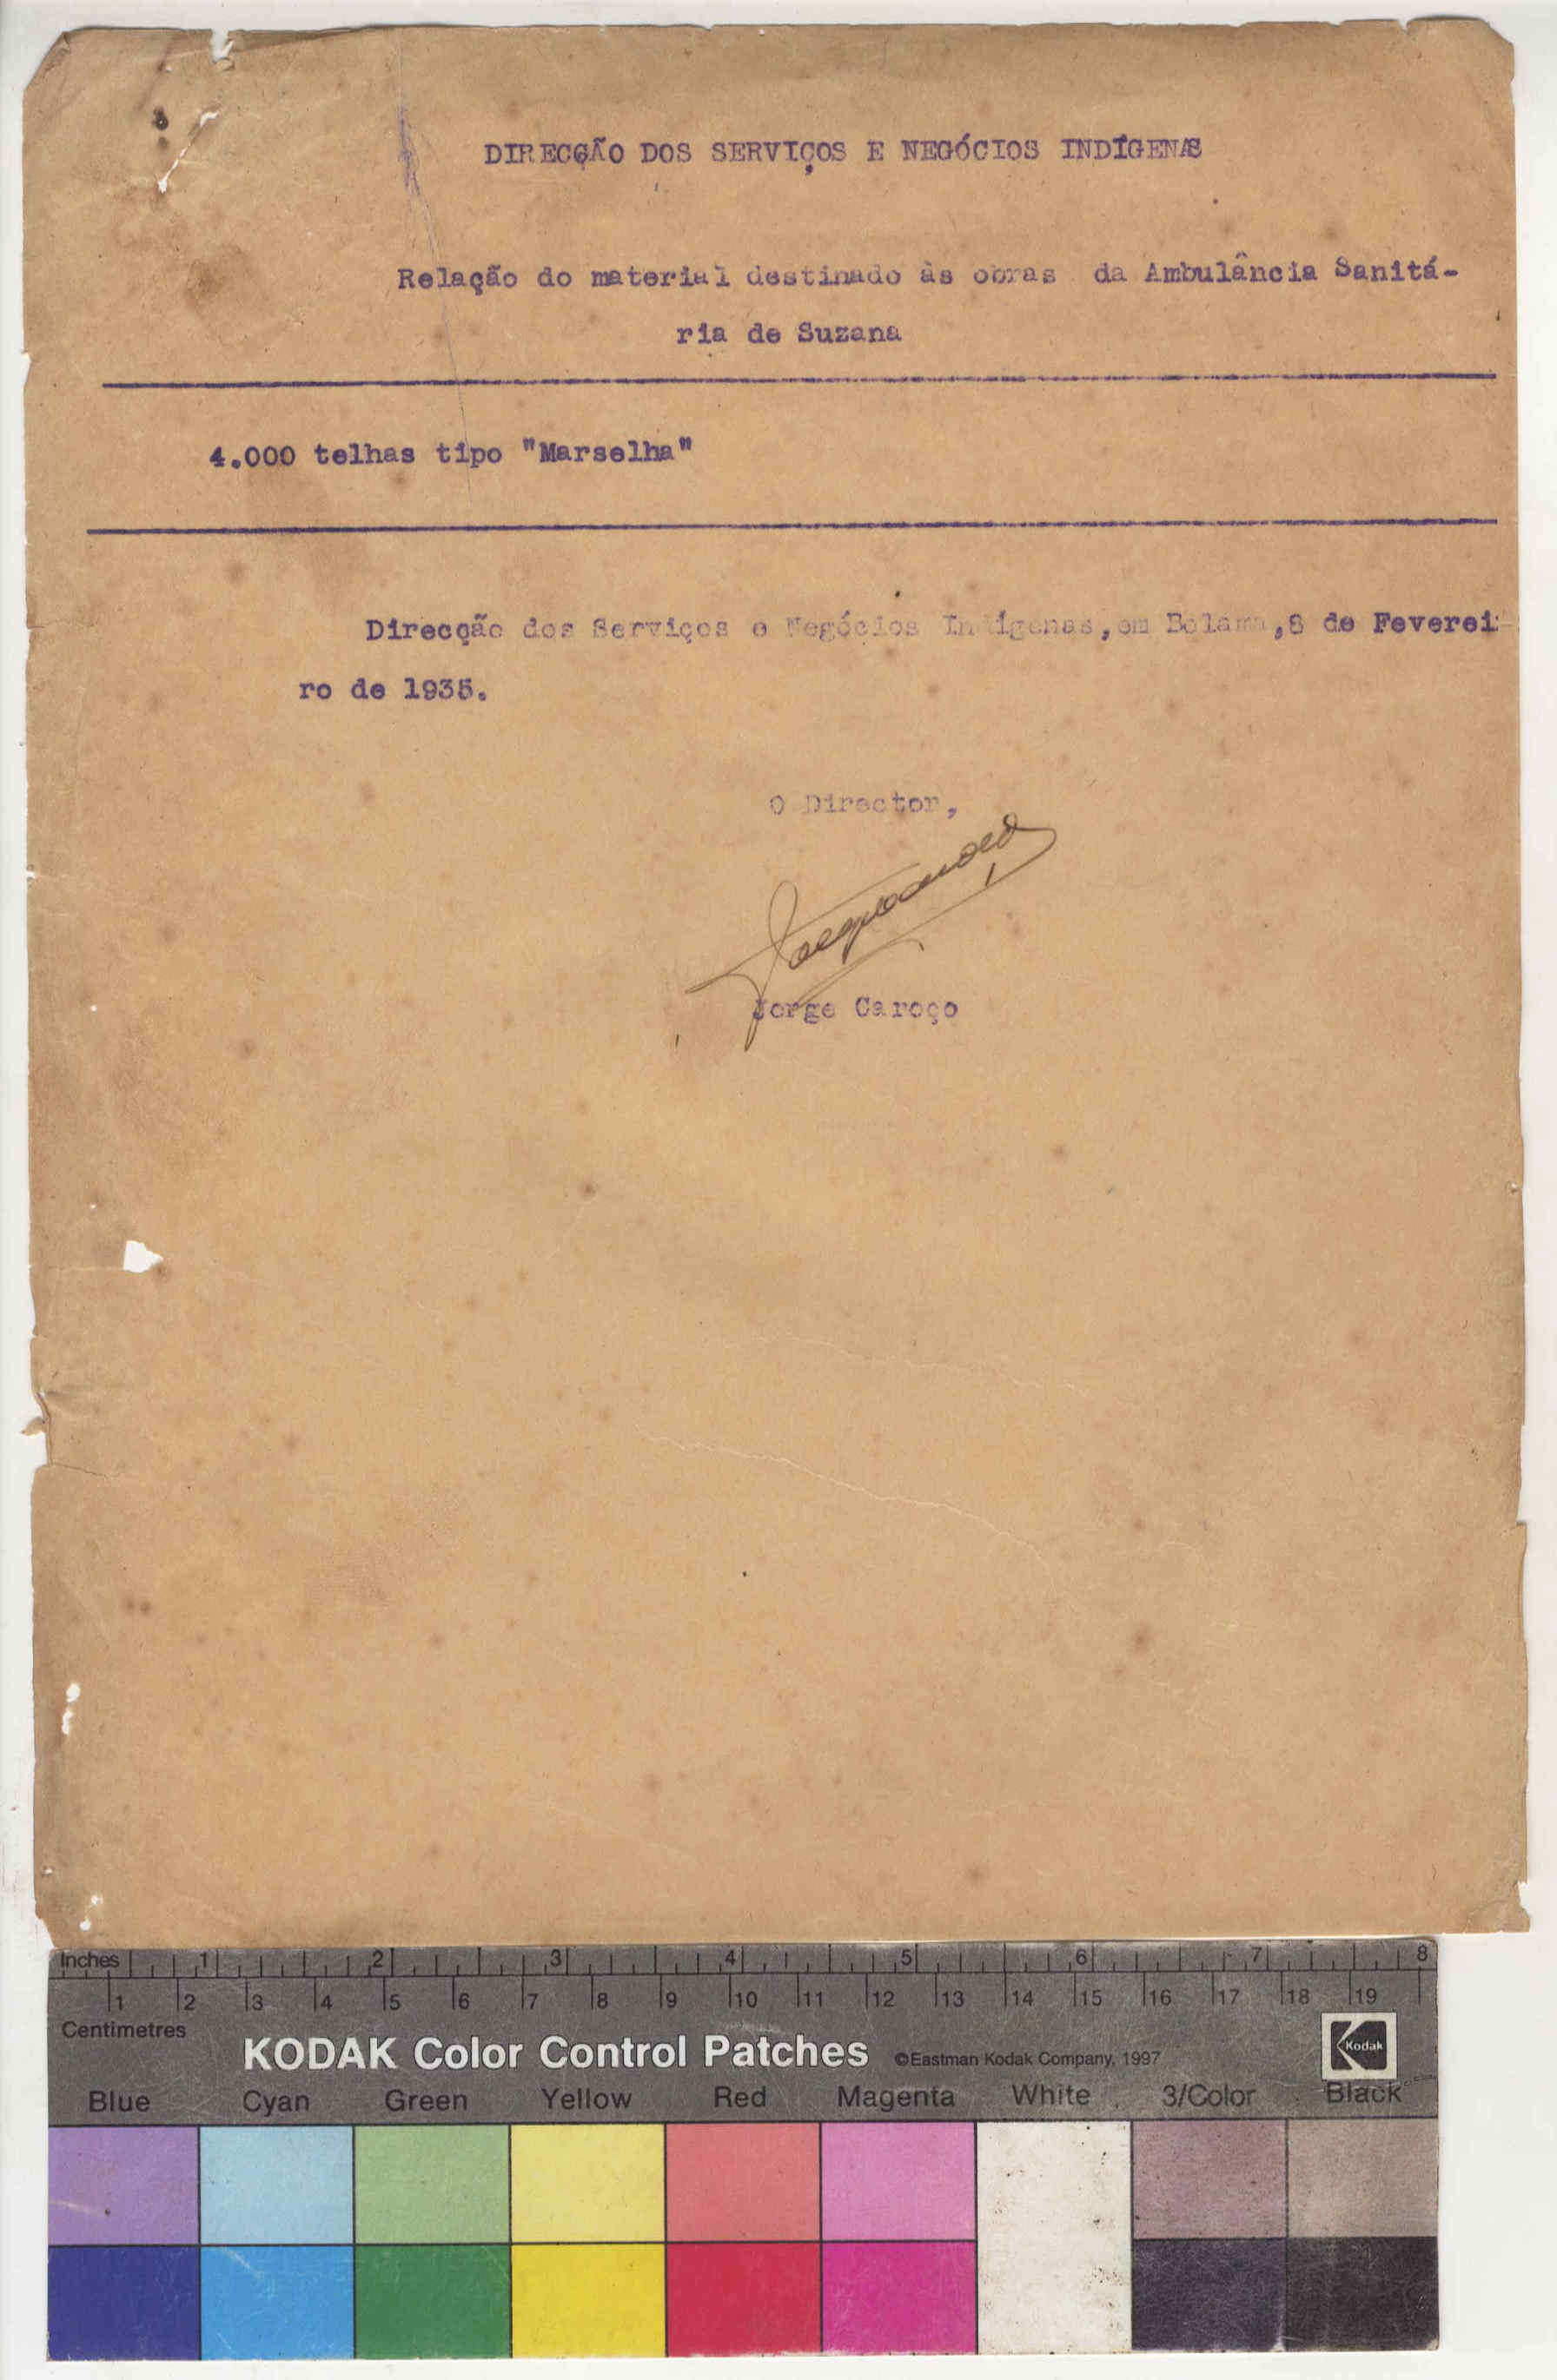 DIRECÇÃO DOS SERVIÇOS E NEGÓCIOS INDÍGENAS
Relação do material destinado às obras da Ambulância Sanitá-
ria de Suzana
4.000 telhas tipo "Marselha"
Direcção dos Serviços e Negócios Indígenas, em Bolama, 8 de Feverei-
ro de 1935.
O Director,
Jorge Caroço
Inches 1 2 3 4 5 6 7 8
1 2 3 4 5 6 7 8 9 10 11 12 13 14 15 16 17 18 19
Centimetres
KODAK Color Control Patches ©Eastman Kodak Company, 1997 Kodak
Blue Cyan Green Yellow Red Magenta White 3/Color Black